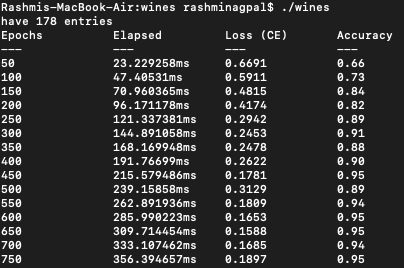 Rashmis-MacBook-Air:wines rashminagpal$ ./wines
have 178 entries
Epochs Elapsed Loss (CE) Accuracy
--- --- --- ---
50 23.229258ms 0.6691 0.66
100 47.40531ms 0.5911 0.73
150 70.960365ms 0.4815 0.84
200 96.171178ms 0.4174 0.82
250 121.337381ms 0.2942 0.89
300 144.891058ms 0.2453 0.91
350 168.169948ms 0.2478 0.88
400 191.76699ms 0.2622 0.90
450 215.579486ms 0.1781 0.95
500 239.15858ms 0.3129 0.89
550 262.891936ms 0.1809 0.94
600 285.990223ms 0.1653 0.95
650 309.714454ms 0.1588 0.95
700 333.107462ms 0.1685 0.94
750 356.394657ms 0.1897 0.95